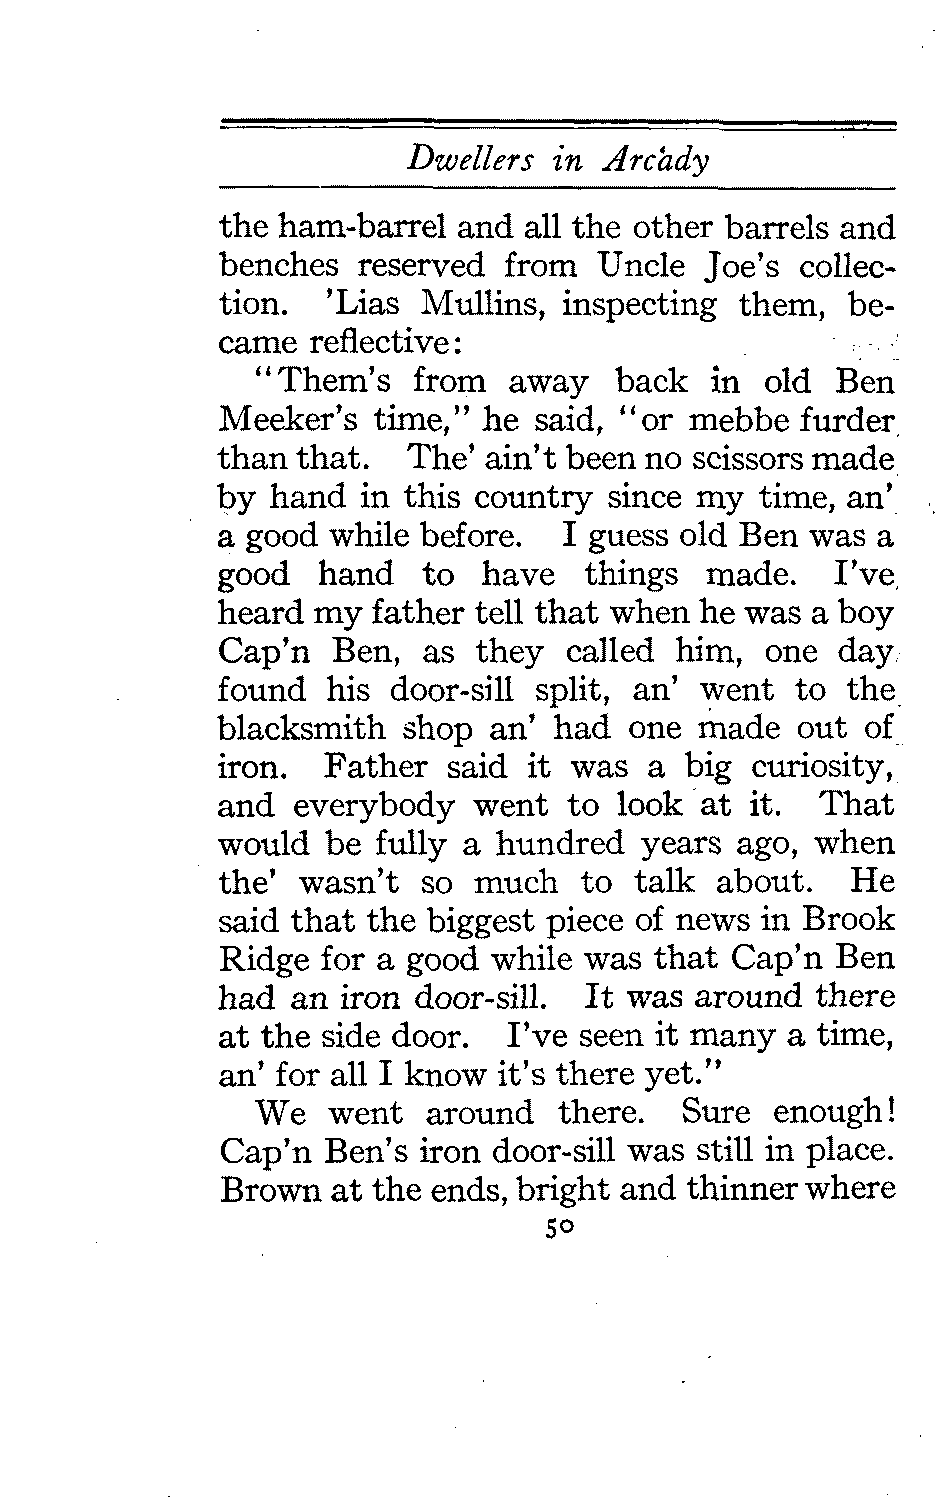 Dwellers in Arcady
the ham-barrel and all the other barrels and
benches reserved from Uncle Joe's collec-
tion. 'Lias Mullins, inspecting them, be-
came reflective:
"Them's from away back in old Ben
Meeker's time," he said, "or mebbe furder
than that. The' ain't been no scissors made
by hand in this country since my time, an'
a good while before. I guess old Ben was a
good hand to have things made. I've
heard my father tell that when he was a boy
Cap'n Ben, as they called him, one day
found his door-sill split, an' went to the
blacksmith shop an' had one made out of
iron. Father said it was a big curiosity,
and everybody went to look at it. That
would be fully a hundred years ago, when
the' wasn't so much to talk about. He
said that the biggest piece of news in Brook
Ridge for a good while was that Cap'n Ben
had an iron door-sill. It was around there
at the side door. I've seen it many a time,
an' for all I know it's there yet."
We went around there. Sure enough!
Cap'n Ben's iron door-sill was still in place.
Brown at the ends, bright and thinner where
50